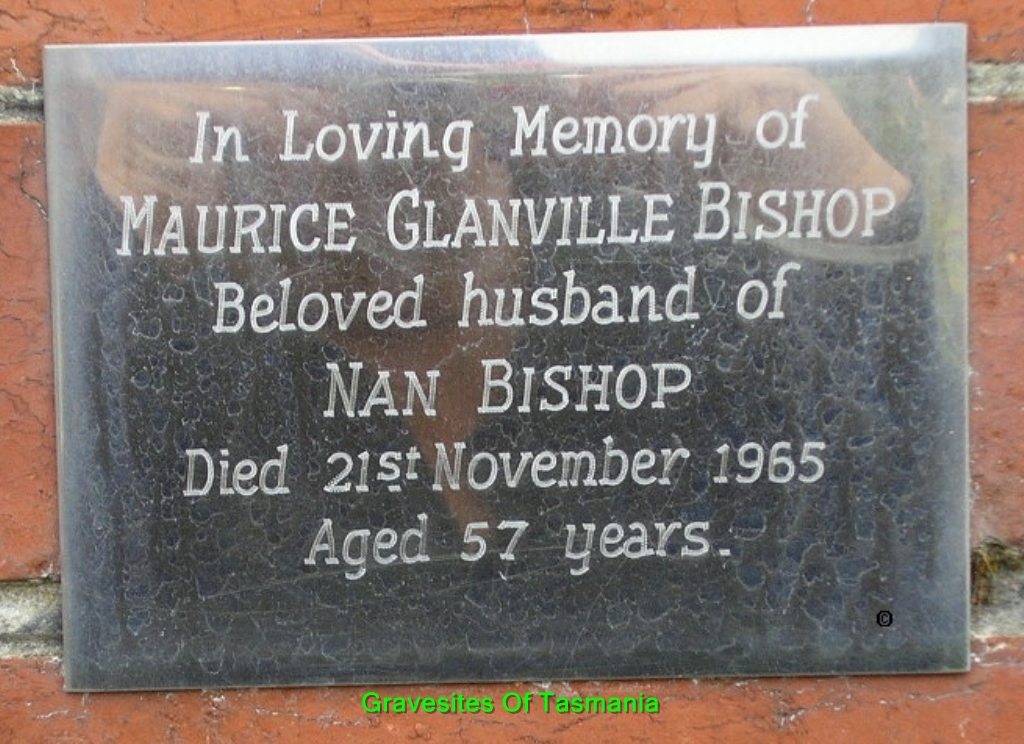 In Loving Memory of
MAURICE GLANVILLE BISHOP
Beloved husband of
NAN BISHOP
Died 21st November 1965
Aged 57 years.
©
Gravesites Of Tasmania